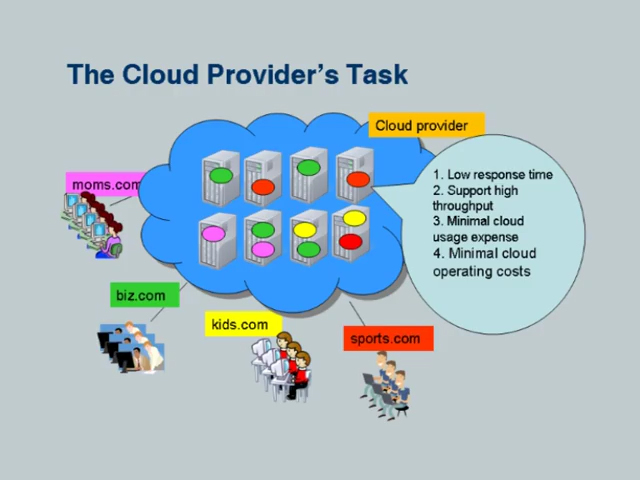 The Cloud Provider's Task
Cloud provider
moms.com
1. Low response time
2. Support high
throughput
3. Minimal cloud
usage expense
4. Minimal cloud
operating costs
biz.com
kids.com
sports.com